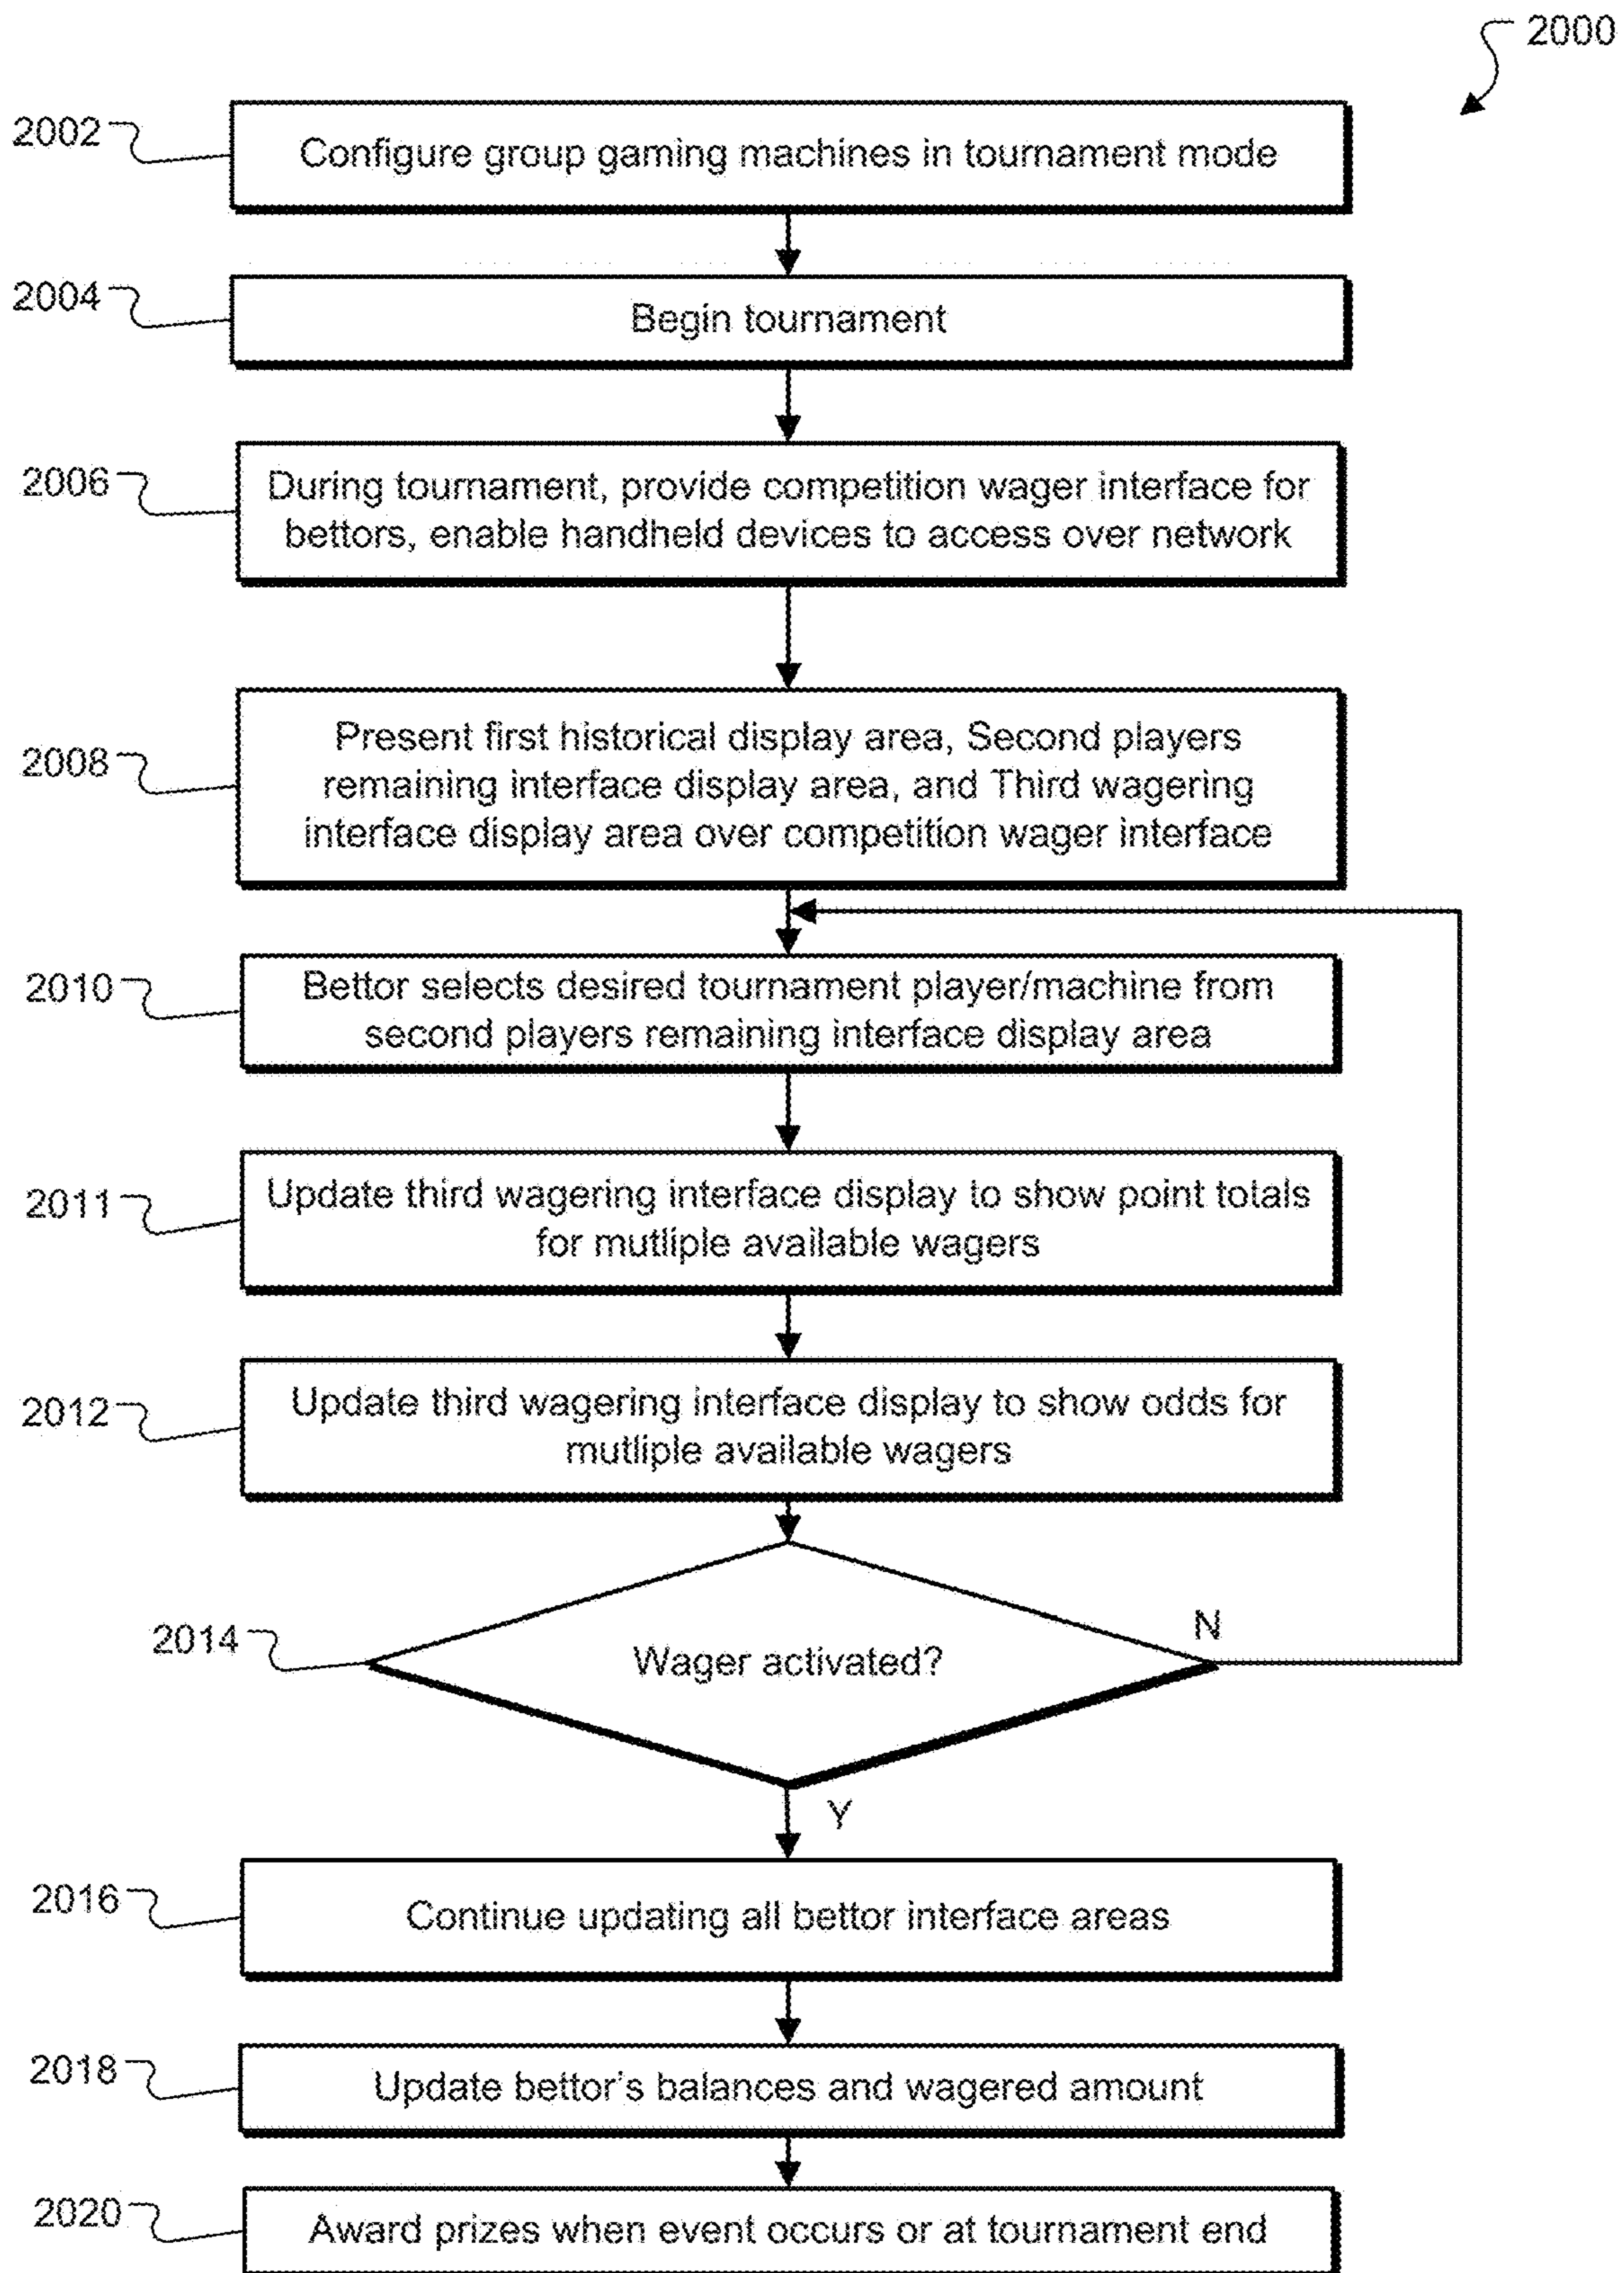 2000
2002
Configure group gaming machines in tournament mode
2004
Begin tournament
2006
During tournament, provide competition wager interface for
bettors, enable handheld devices to access over network
2008
Present first historical display area, Second players
remaining interface display area, and Third wagering
interface display area over competition wager interface
2010
Bettor selects desired tournament player/machine from
second players remaining interface display area
2011
Update third wagering interface display to show point totals
for mutliple available wagers
2012
Update third wagering interface display to show odds for
mutliple available wagers
2014
Wager activated?
N
Y
2016
Continue updating all bettor interface areas
2018
Update bettor's balances and wagered amount
2020
Award prizes when event occurs or at tournament end